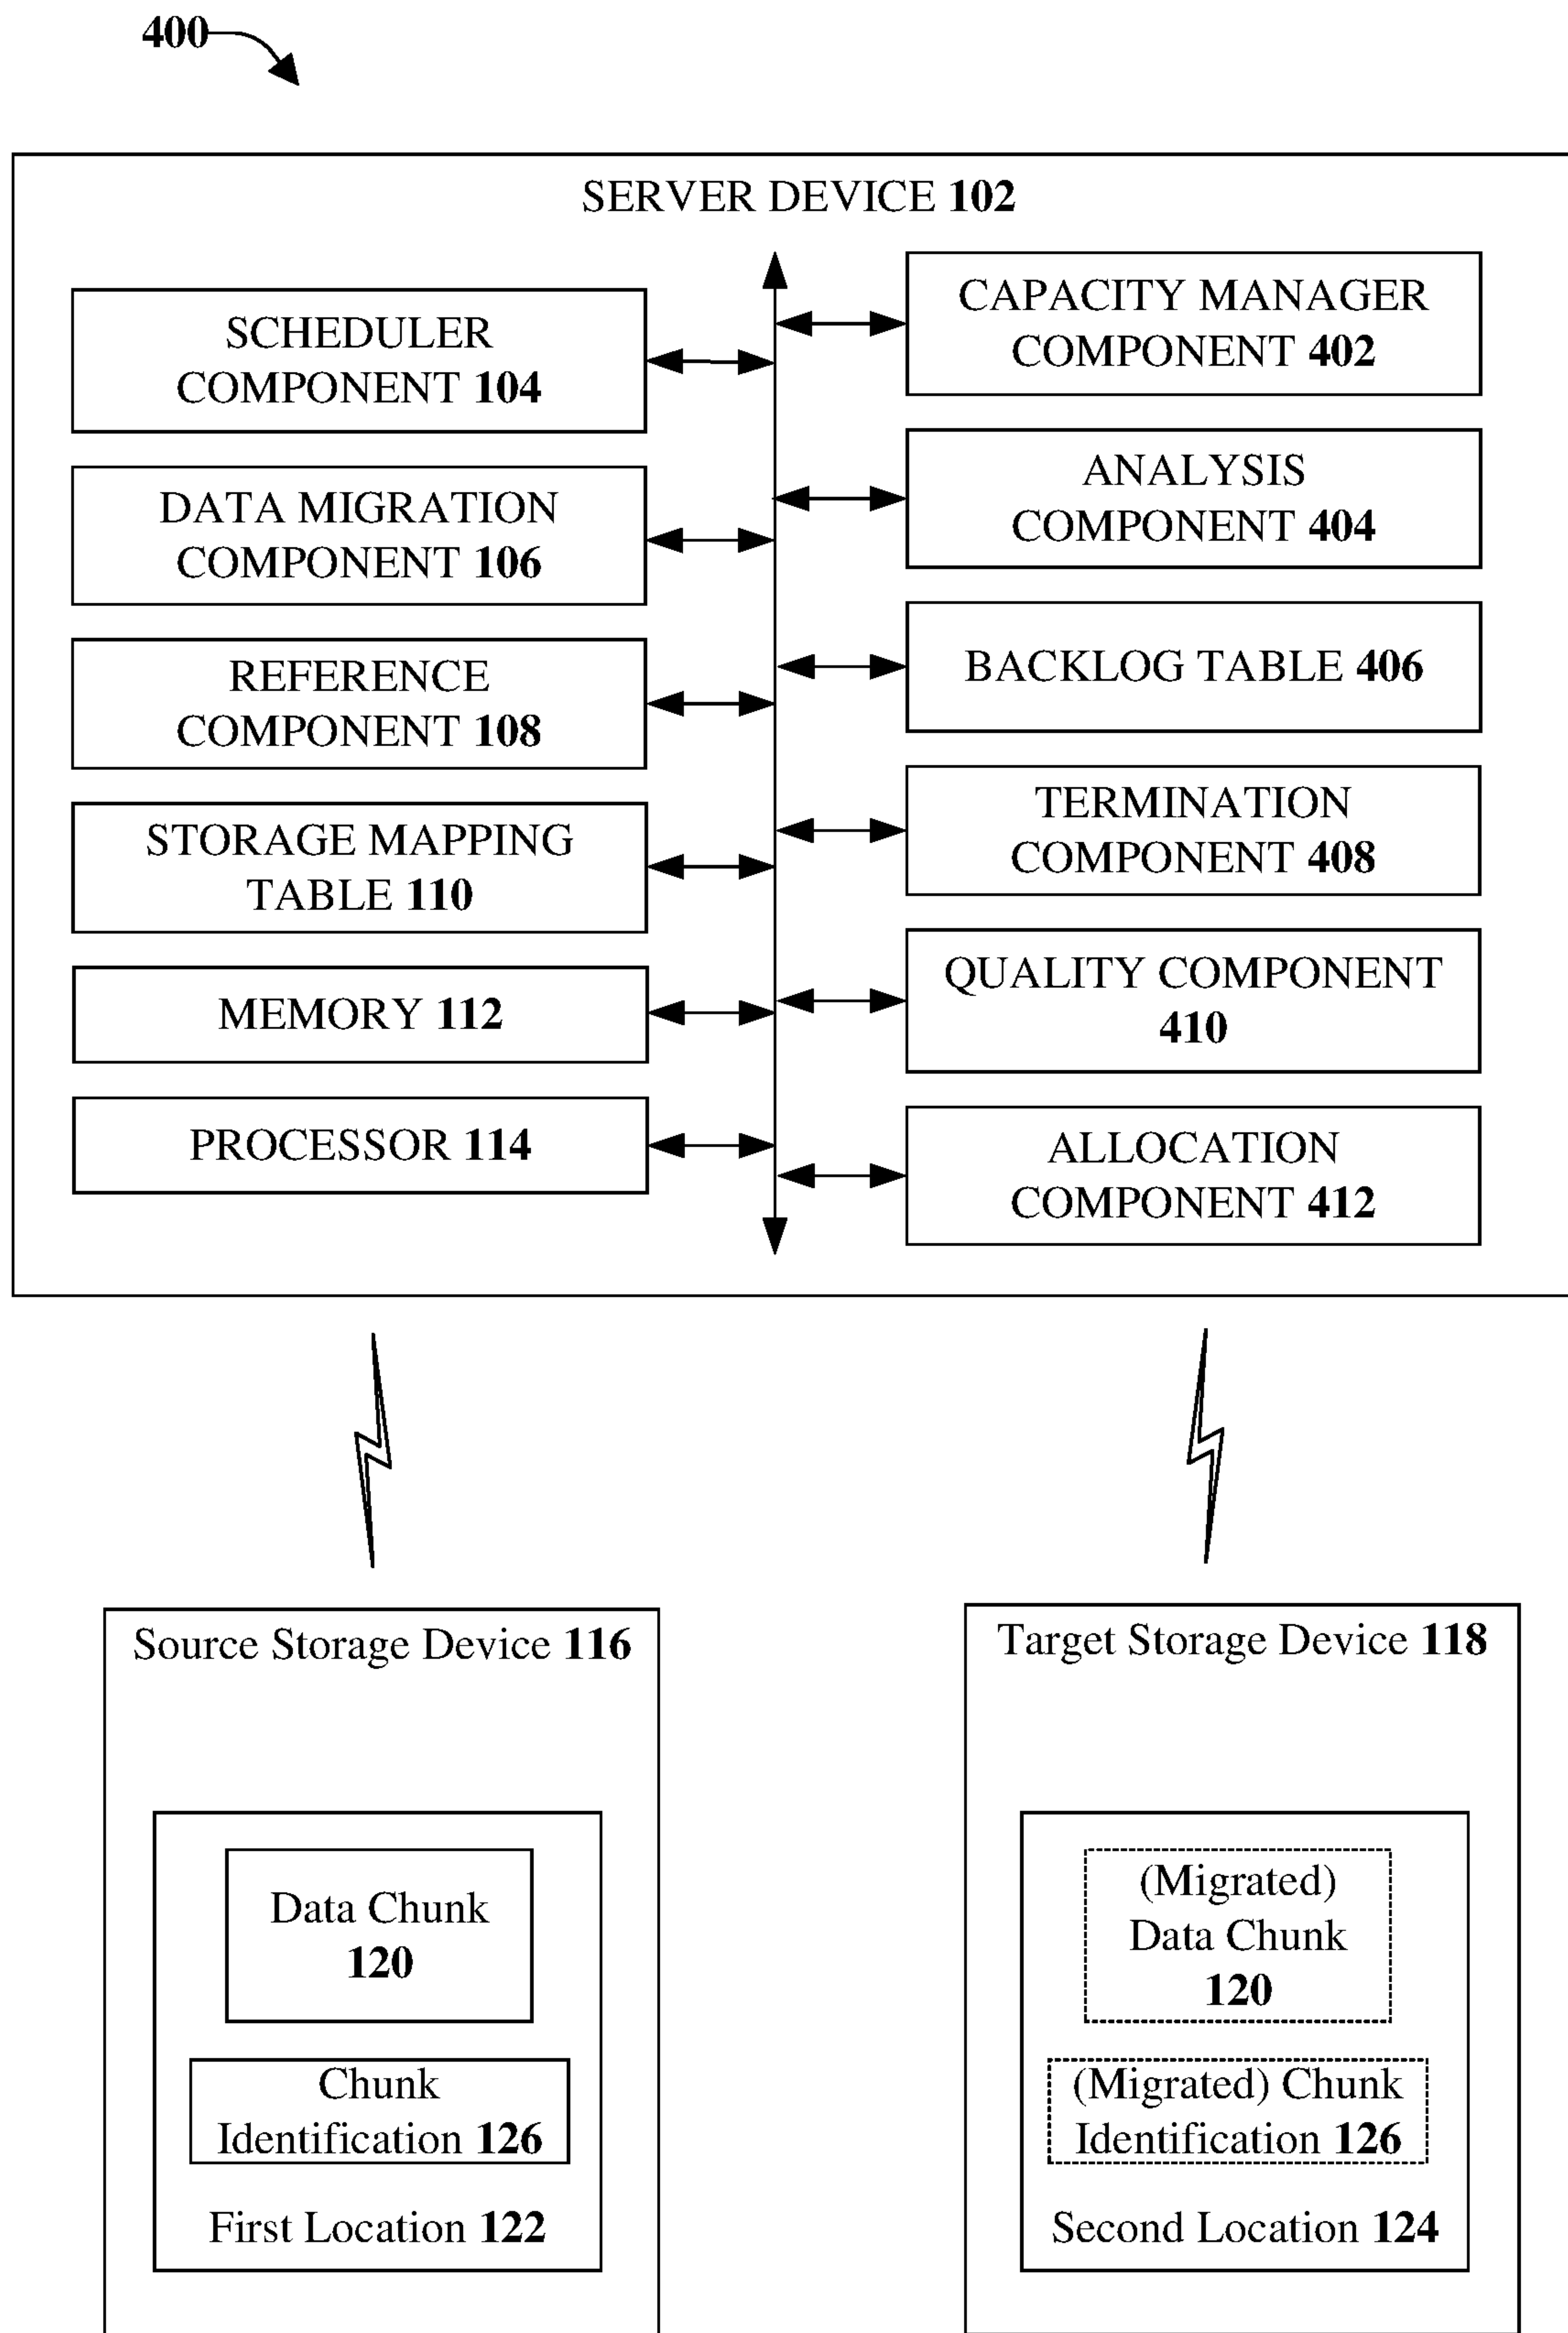 400
SERVER DEVICE 102
SCHEDULER
COMPONENT 104
DATA MIGRATION
COMPONENT 106
REFERENCE
COMPONENT 108
STORAGE MAPPING
TABLE 110
MEMORY 112
PROCESSOR 114
CAPACITY MANAGER
COMPONENT 402
ANALYSIS
COMPONENT 404
BACKLOG TABLE 406
TERMINATION
COMPONENT 408
QUALITY COMPONENT
410
ALLOCATION
COMPONENT 412
Source Storage Device 116
Data Chunk
120
Chunk
Identification 126
First Location 122
Target Storage Device 118
(Migrated)
Data Chunk
120
(Migrated) Chunk
Identification 126
Second Location 124